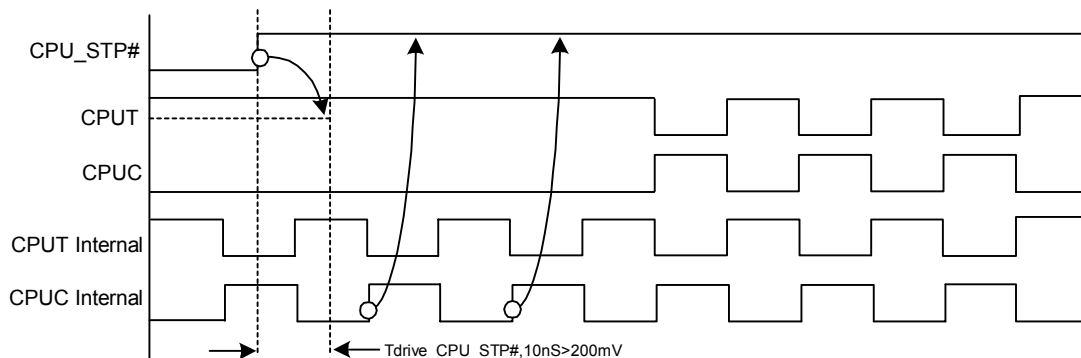 CPU_STP#
CPUT
CPUC
CPUT Internal
CPUC Internal
Tdrive_CPU_STP#,10nS>200mV